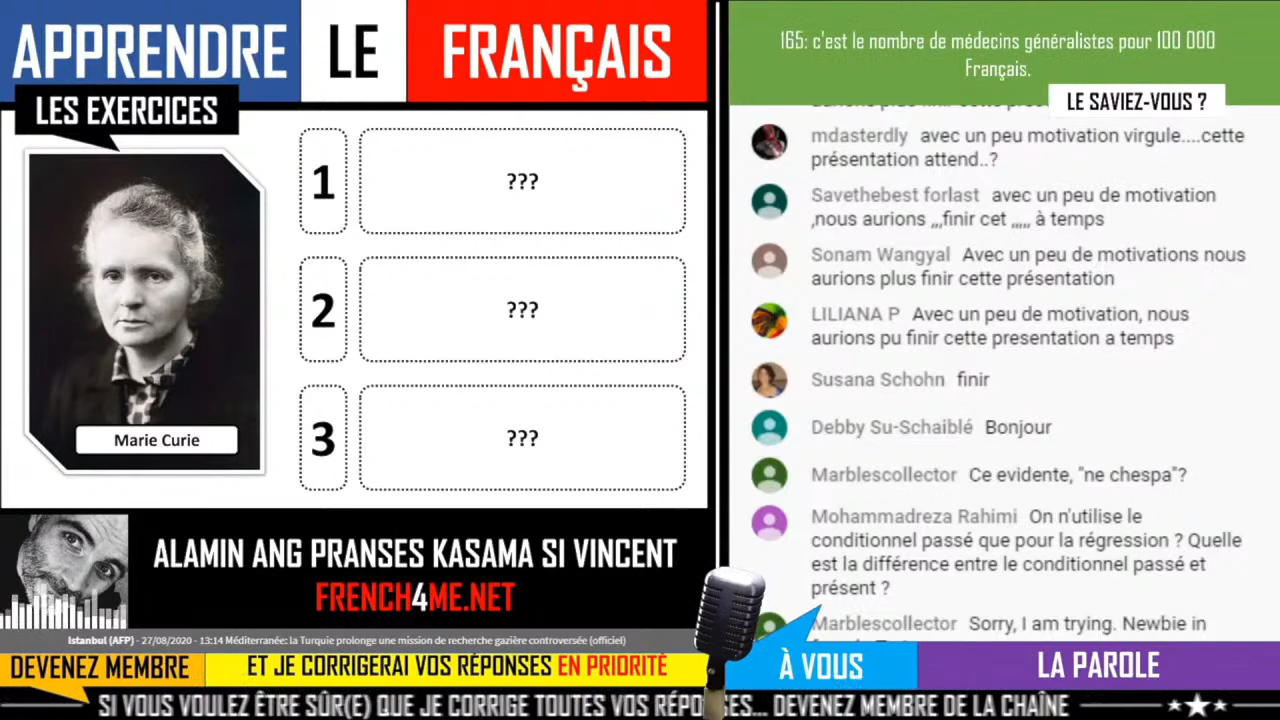 APPRENDRE LE FRANÇAIS
LES EXERCICES
1
???
2
???
3
???
Marie Curie
ALAMIN ANG PRANSES KASAMA SI VINCENT
FRENCH4ME.NET
Istanbul (AFP) - 27/08/2020 - 13:14 Méditerranée: la Turquie prolonge une mission de recherche gazière controversée (officiel)
DEVENEZ MEMBRE
ET JE CORRIGERAI VOS RÉPONSES EN PRIORITÉ
SI VOUS VOULEZ ÊTRE SÛR(E) QUE JE CORRIGE TOUTES VOS RÉPO SES... DEVENEZ MEMBRE DE LA CHAÎNE
165: c'est le nombre de médecins généralistes pour 100 000
Français.
LE SAVIEZ-VOUS ?
mdasterdly avec un peu motivation virgule....cette
présentation attend..?
Savethebest forlast avec un peu de motivation
,nous aurions ,,,finir cet ,,,,, à temps
Sonam Wangyal Avec un peu de motivations nous
aurions plus finir cette présentation
LILIANA P Avec un peu de motivation, nous
aurions pu finir cette presentation a temps
Susana Schohn finir
Debby Su-Schaiblé Bonjour
Marblescollector Ce evidente, "ne chespa"?
Mohammadreza Rahimi On n'utilise le
conditionnel passé que pour la régression ? Quelle
est la différence entre le conditionnel passé et
présent ?
Marblescollector Sorry, I am trying. Newbie in
À VOUS
LA PAROLE